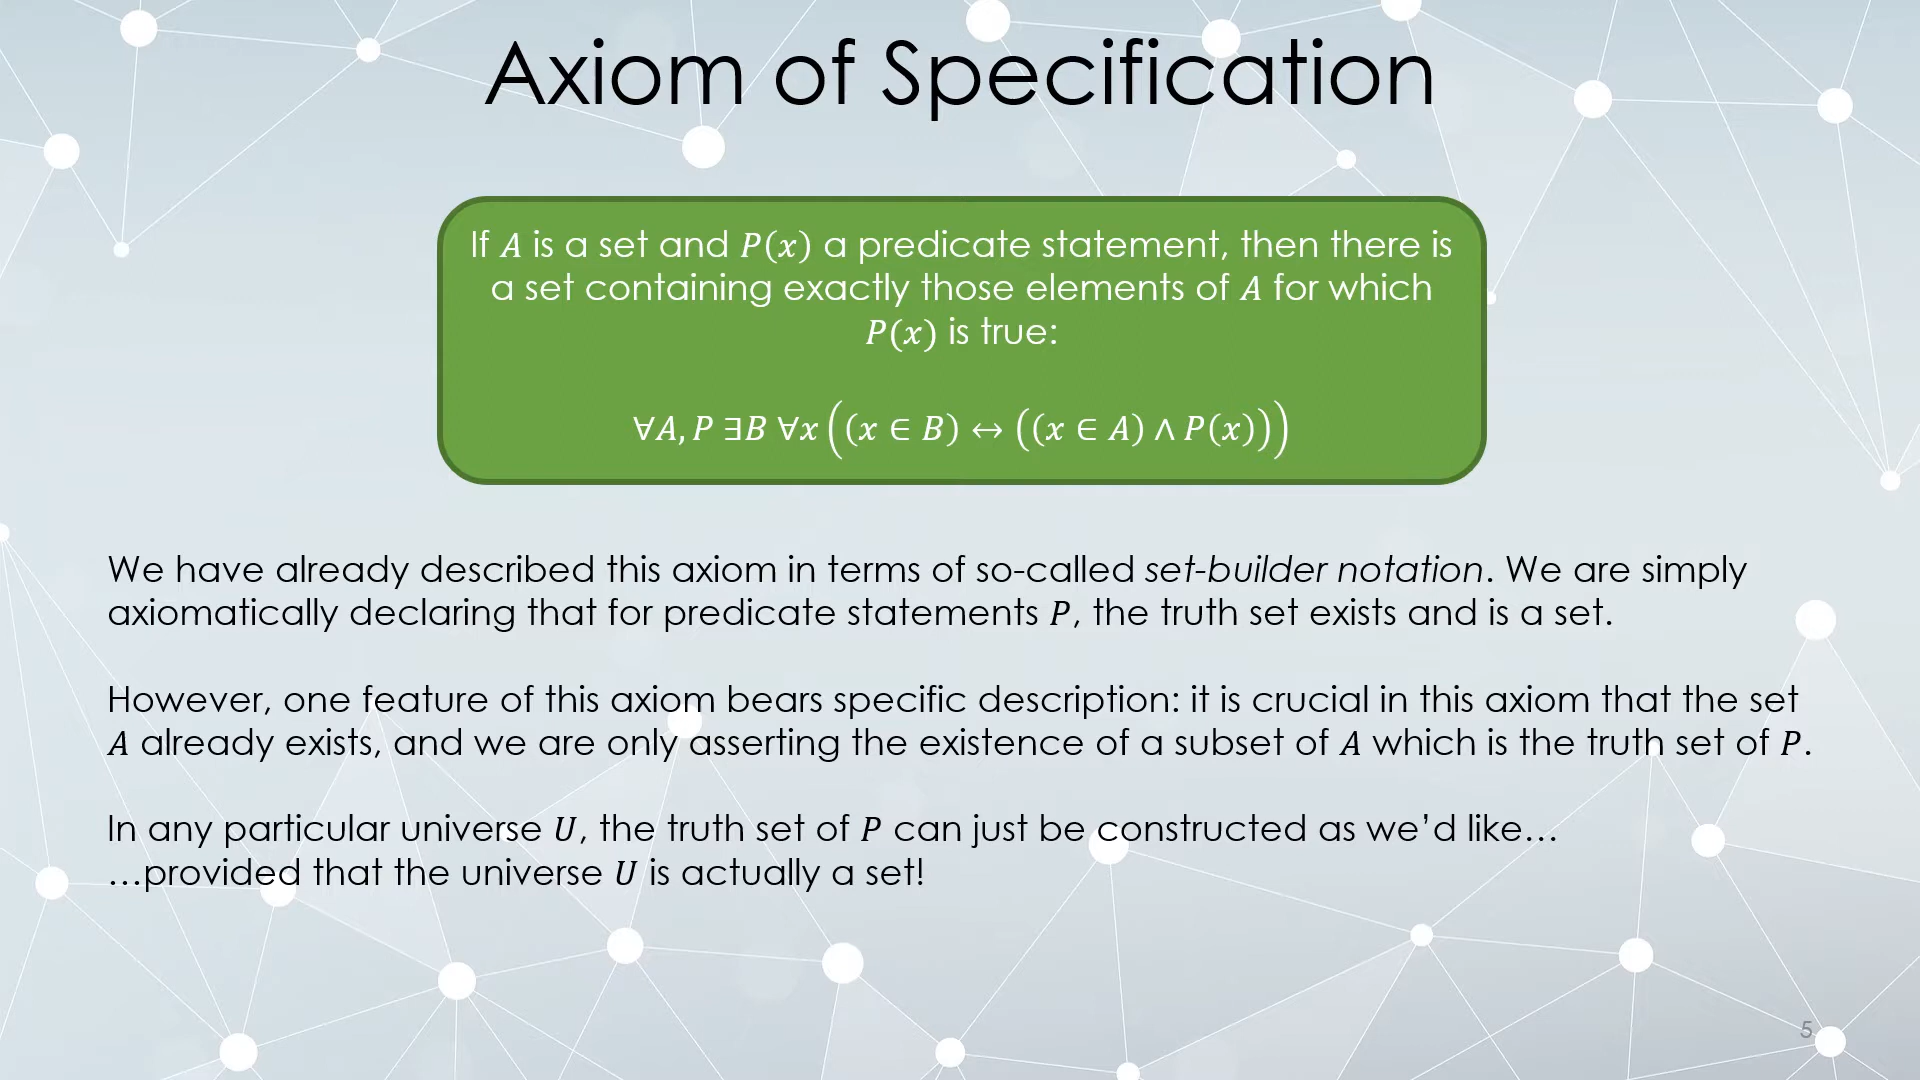 Axiom of Specification
If A is a set and P(x) a predicate statement, then there is
a set containing exactly those elements of A for which
P(x) is true:
∀A, P ∃B ∀x ((x ∈ B) ↔ ((x ∈ A) ∧ P(x)))
We have already described this axiom in terms of so-called set-builder notation. We are simply
axiomatically declaring that for predicate statements P, the truth set exists and is a set.
However, one feature of this axiom bears specific description: it is crucial in this axiom that the set
A already exists, and we are only asserting the existence of a subset of A which is the truth set of P.
In any particular universe U, the truth set of P can just be constructed as we’d like…
…provided that the universe U is actually a set!
5